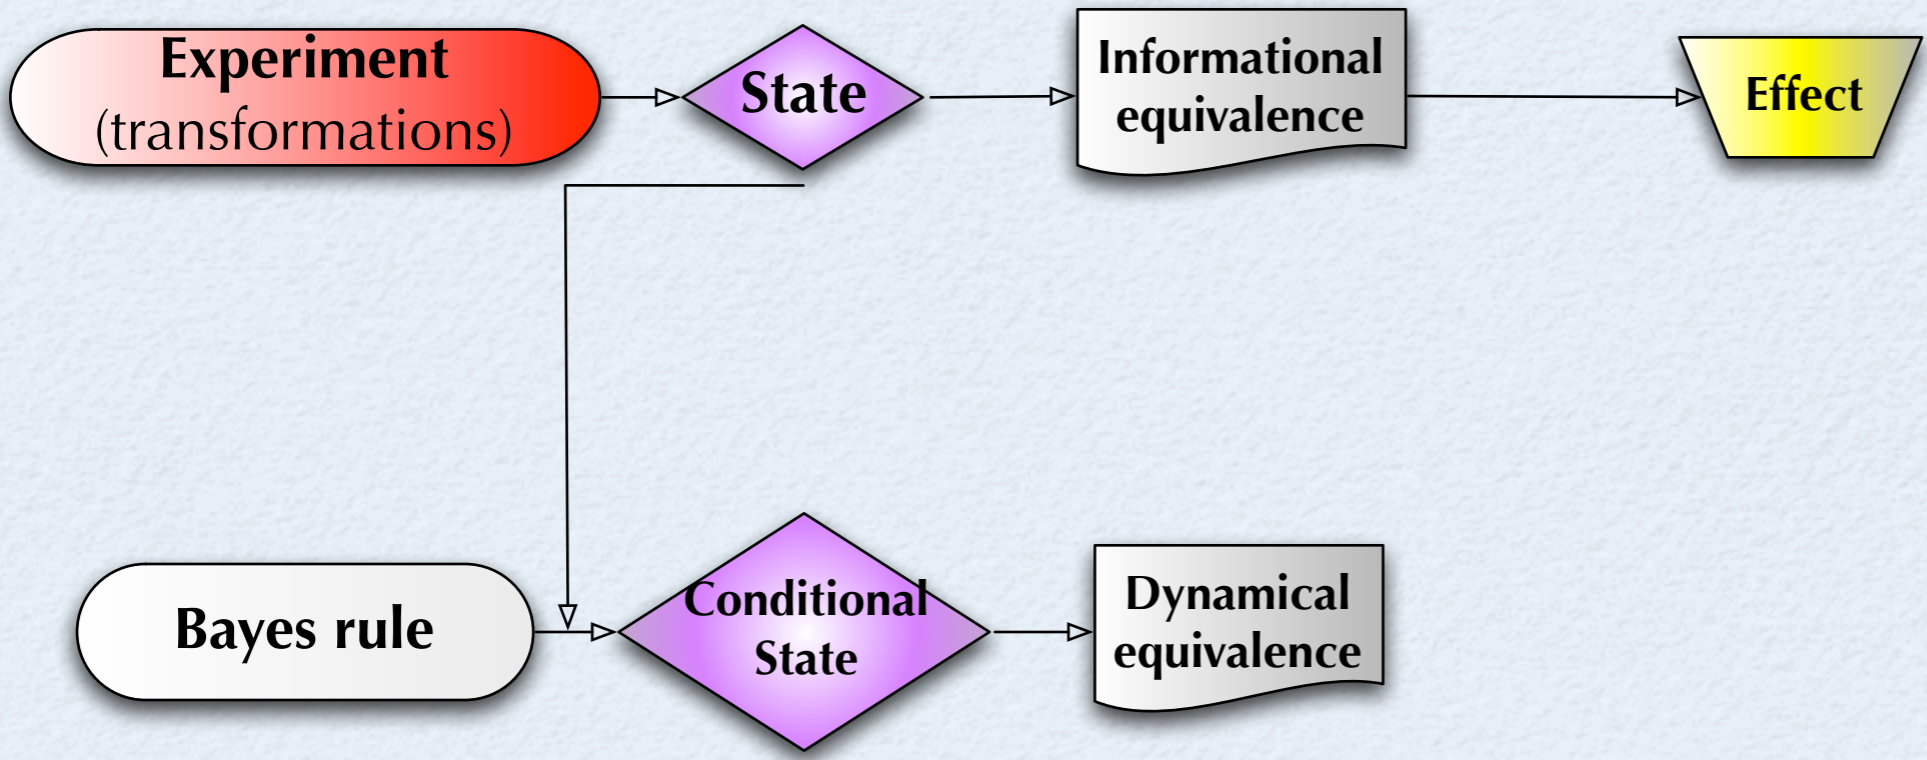 Experiment
(transformations)
State
Informational
equivalence
Effect
Bayes rule
Conditional
State
Dynamical
equivalence